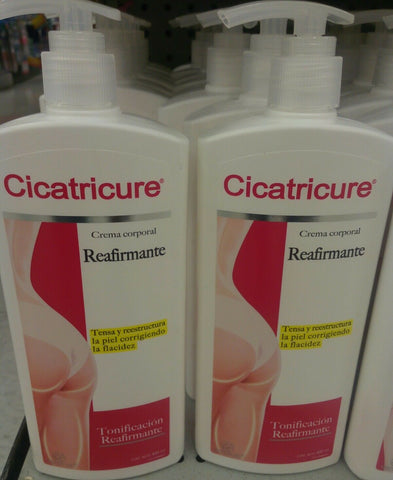 Cicatricure®
Crema corporal
Reafirmante
Tensa y reestructura
la piel corrigiendo
la flacidez
Tonificación
Reafirmante
Cicatricure®
Crema corporal
Reafirmante
Tensa y reestructura
la piel corrigiendo
la flacidez
Tonificación
Reafirmante